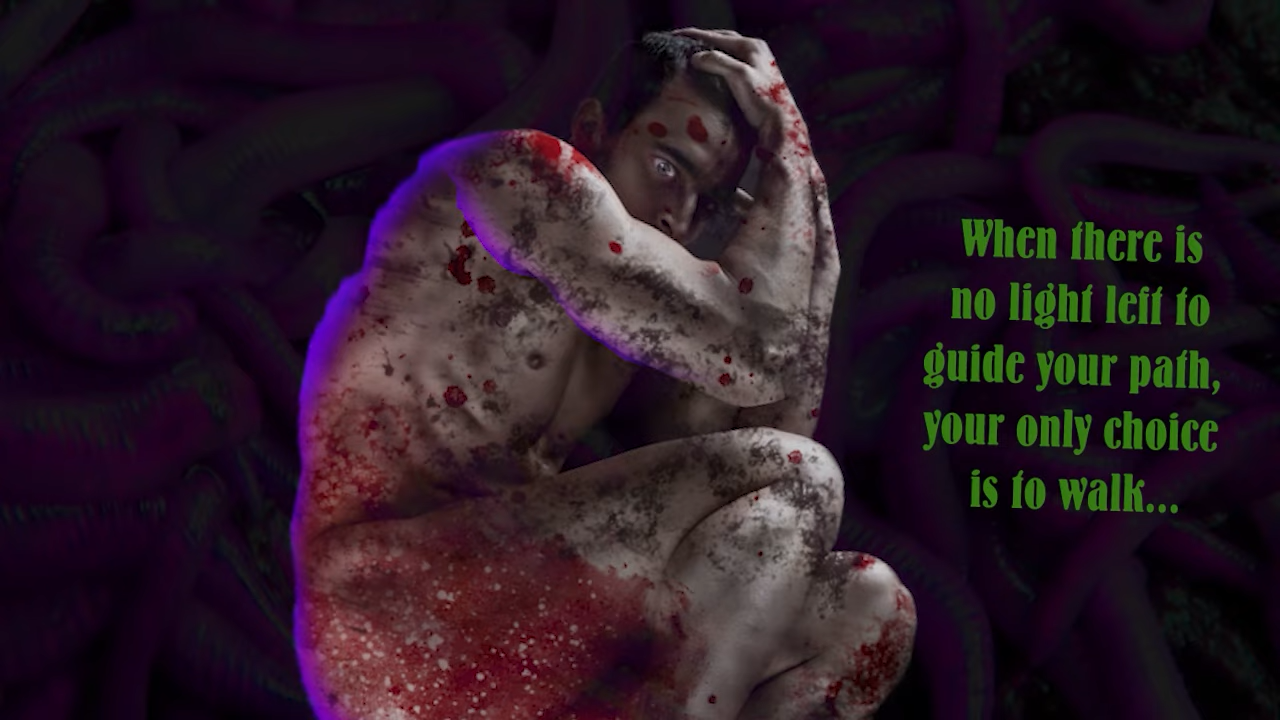 When there is
no light left to
guide your path,
your only choice
is to walk...